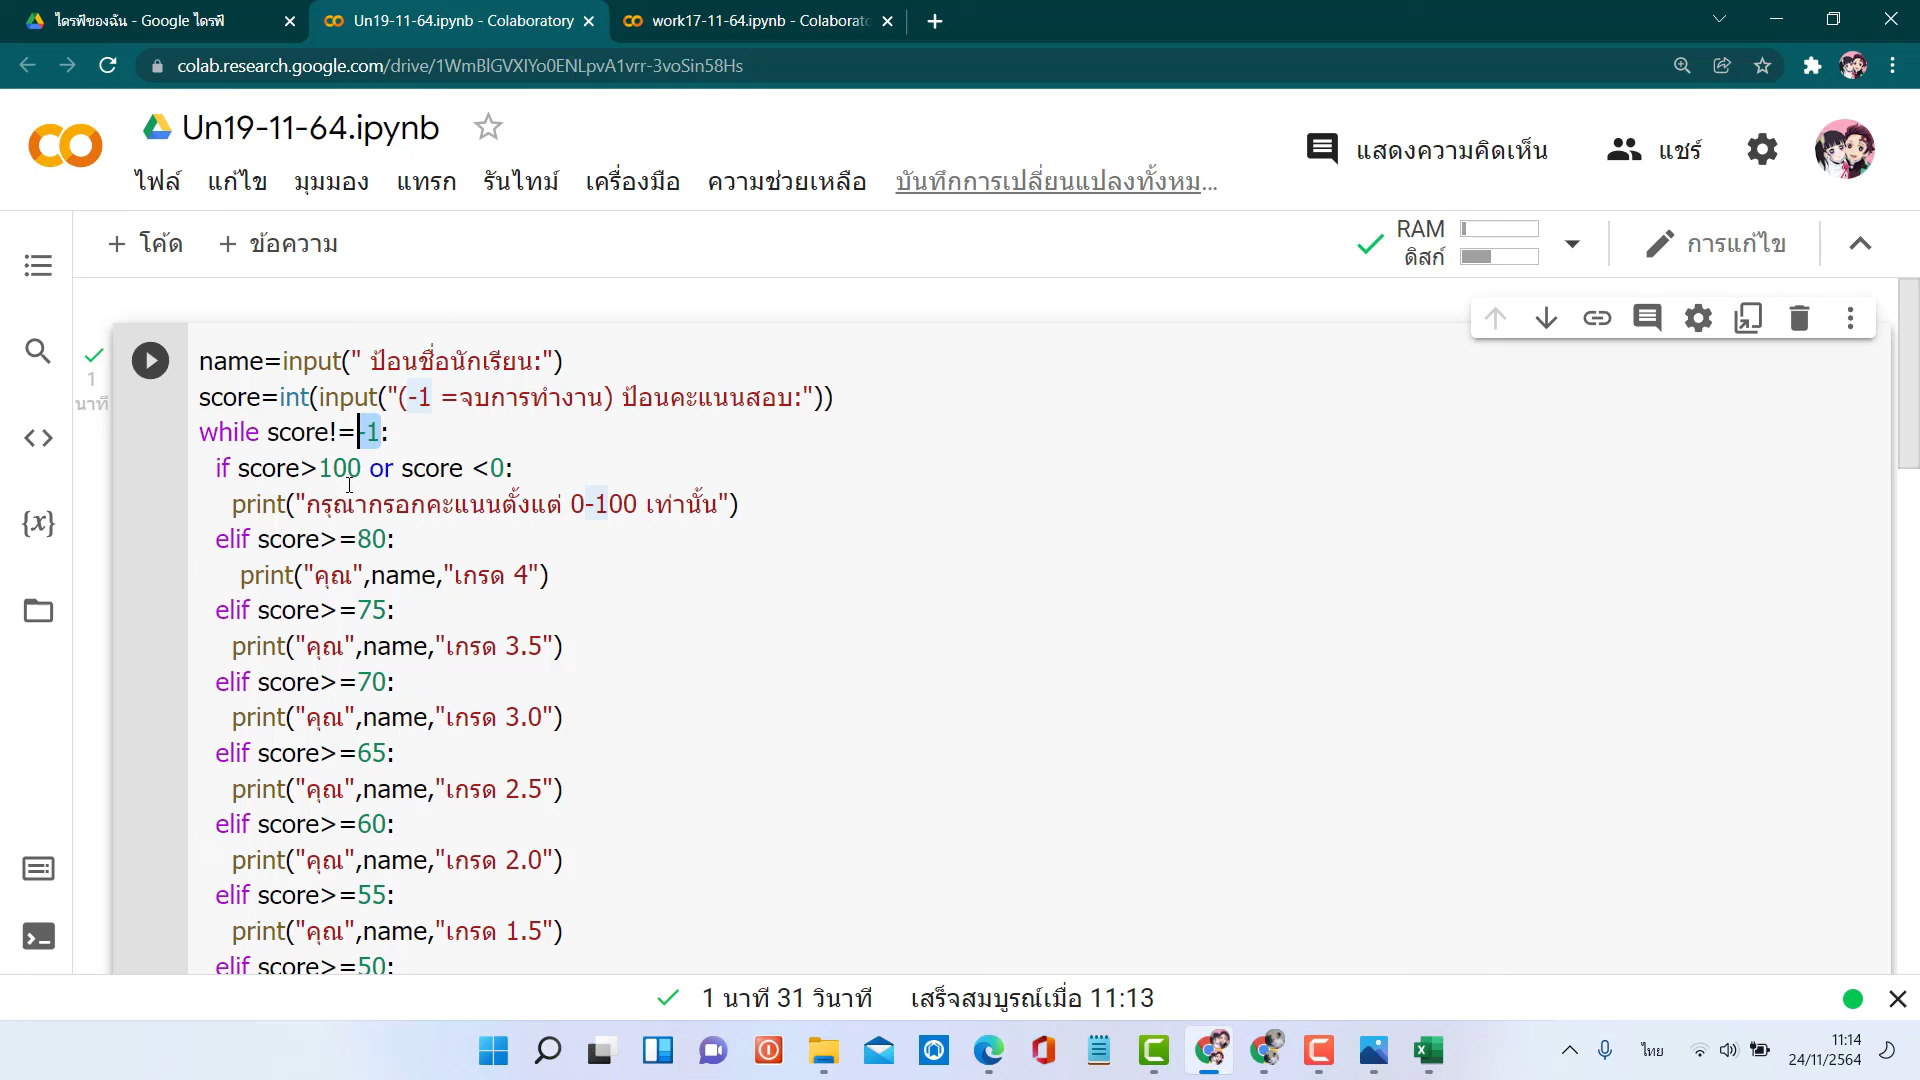 ไดรฟ์ของฉัน - Google ไดรฟ์
Un19-11-64.ipynb - Colaboratory
work17-11-64.ipynb - Colaborato
colab.research.google.com/drive/1WmBlGVXlYo0ENLpvA1vrr-3voSin58Hs
Un19-11-64.ipynb
แสดงความคิดเห็น
แชร์
ไฟล์ แก้ไข มุมมอง แทรก รันไทม์ เครื่องมือ ความช่วยเหลือ บันทึกการเปลี่ยนแปลงทั้งหม...
+ โค้ด + ข้อความ
RAM
ดิสก์
การแก้ไข
1
นาที
name=input(" ป้อนชื่อนักเรียน:")
score=int(input("(-1 =จบการทำงาน) ป้อนคะแนนสอบ:"))
while score!=-1:
if score>100 or score <0:
print("กรุณากรอกคะแนนตั้งแต่ 0-100 เท่านั้น")
elif score>=80:
print("คุณ",name,"เกรด 4")
elif score>=75:
print("คุณ",name,"เกรด 3.5")
elif score>=70:
print("คุณ",name,"เกรด 3.0")
elif score>=65:
print("คุณ",name,"เกรด 2.5")
elif score>=60:
print("คุณ",name,"เกรด 2.0")
elif score>=55:
print("คุณ",name,"เกรด 1.5")
elif score>=50:
1 นาที 31 วินาที เสร็จสมบูรณ์เมื่อ 11:13
ไทย
11:14
24/11/2564